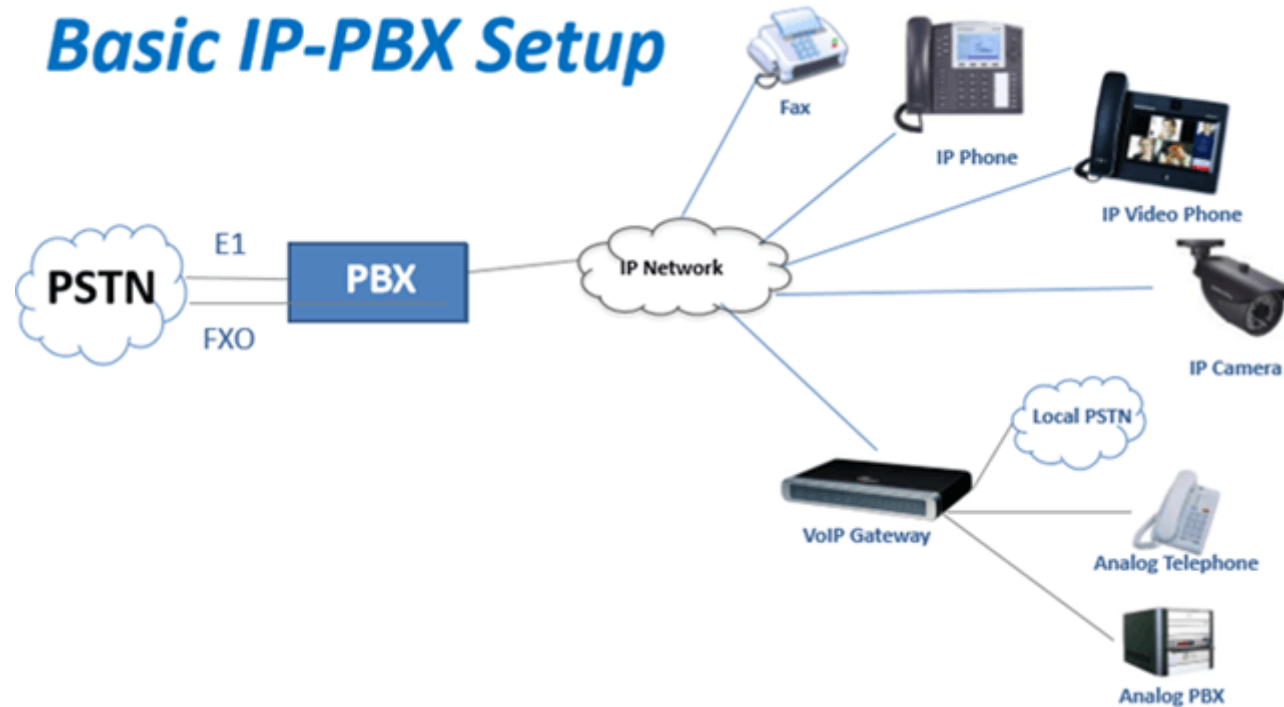 Basic IP-PBX Setup
Fax
IP Phone
IP Video Phone
E1
PSTN
PBX
IP Network
FXO
IP Camera
Local PSTN
VoIP Gateway
Analog Telephone
Analog PBX